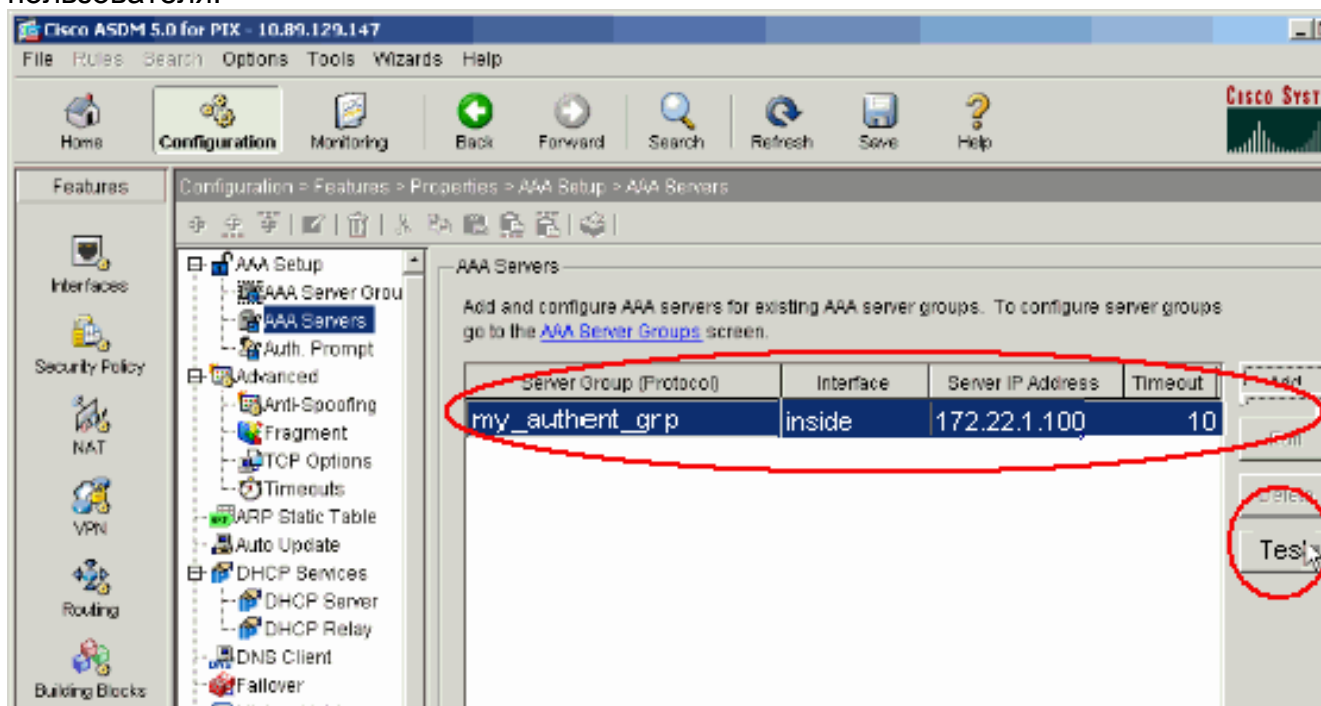 пользователя.
Cisco ASDM 5.0 for PIX - 10.89.129.147
File Rules Search Options Tools Wizards Help
Home Configuration Monitoring Back Forward Search Refresh Save Help
CISCO SYST
Features
Configuration > Features > Properties > AAA Setup > AAA Servers
Interfaces
Security Policy
NAT
VPN
Routing
Building Blocks
AAA Setup
AAA Server Grou
AAA Servers
Auth. Prompt
Advanced
Anti-Spoofing
Fragment
TCP Options
Timeouts
ARP Static Table
Auto Update
DHCP Services
DHCP Server
DHCP Relay
DNS Client
Failover
AAA Servers
Add and configure AAA servers for existing AAA server groups. To configure server groups
go to the AAA Server Groups screen.
Server Group (Protocol) Interface Server IP Address Timeout
my_authent_grp inside 172.22.1.100 10
Add
Edit
Delete
Test